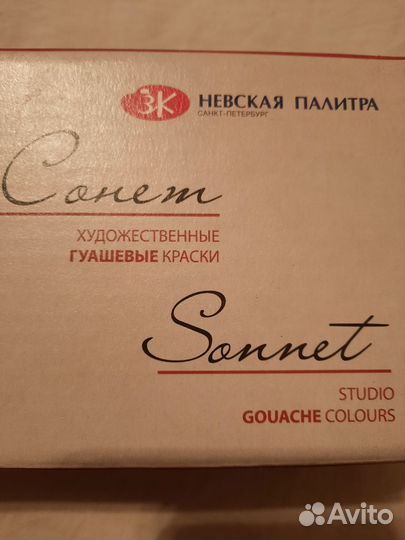 ЗК НЕВСКАЯ ПАЛИТРА
САНКТ-ПЕТЕРБУРГ
Сонет
ХУДОЖЕСТВЕННЫЕ
ГУАШЕВЫЕ КРАСКИ
Sonnet
STUDIO
GOUACHE COLOURS
Avito